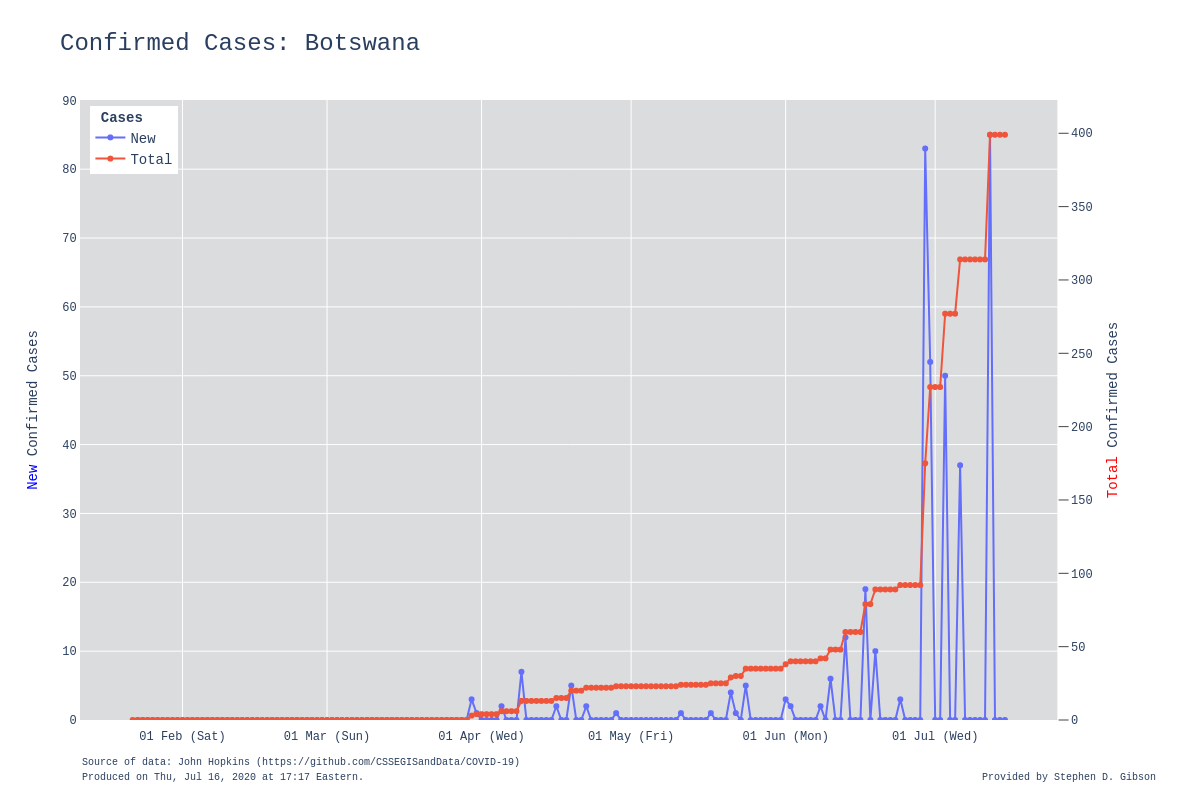 Confirmed Cases: Botswana
Cases
New
Total
90
80
70
60
50
40
30
20
10
0
New Confirmed Cases
400
350
300
250
200
150
100
50
0
Total Confirmed Cases
01 Feb (Sat) 01 Mar (Sun) 01 Apr (Wed) 01 May (Fri) 01 Jun (Mon) 01 Jul (Wed)
Source of data: John Hopkins (https://github.com/CSSEGISandData/COVID-19)
Produced on Thu, Jul 16, 2020 at 17:17 Eastern.
Provided by Stephen D. Gibson